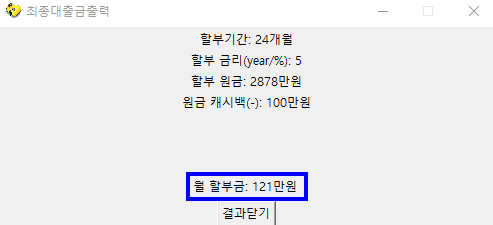 최종대출금출력
할부기간: 24개월
할부 금리(year/%): 5
할부 원금: 2878만원
원금 캐시백(-): 100만원
월 할부금: 121만원
결과닫기